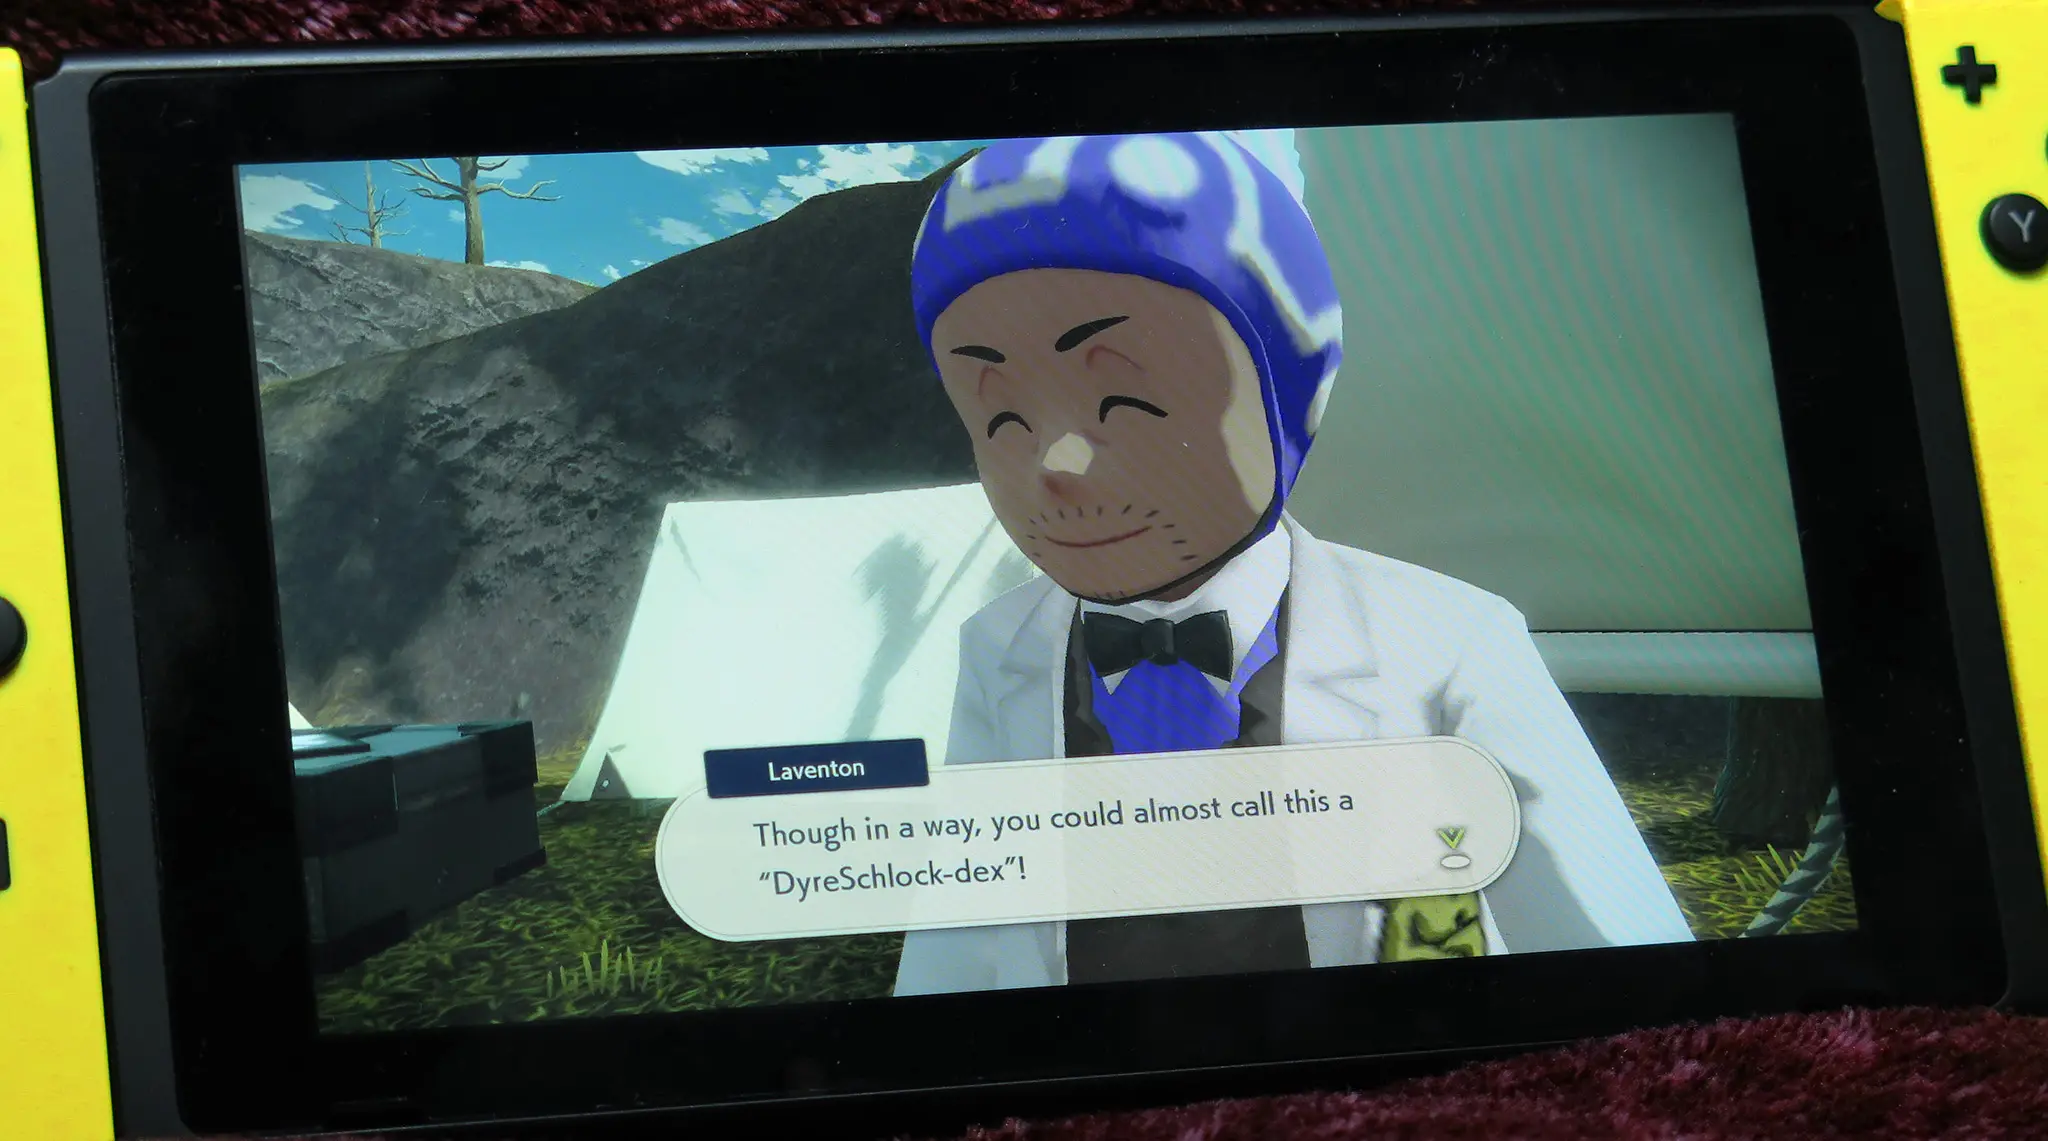 Laventon
Though in a way, you could almost call this a
“DyreSchlock-dex”!
Y